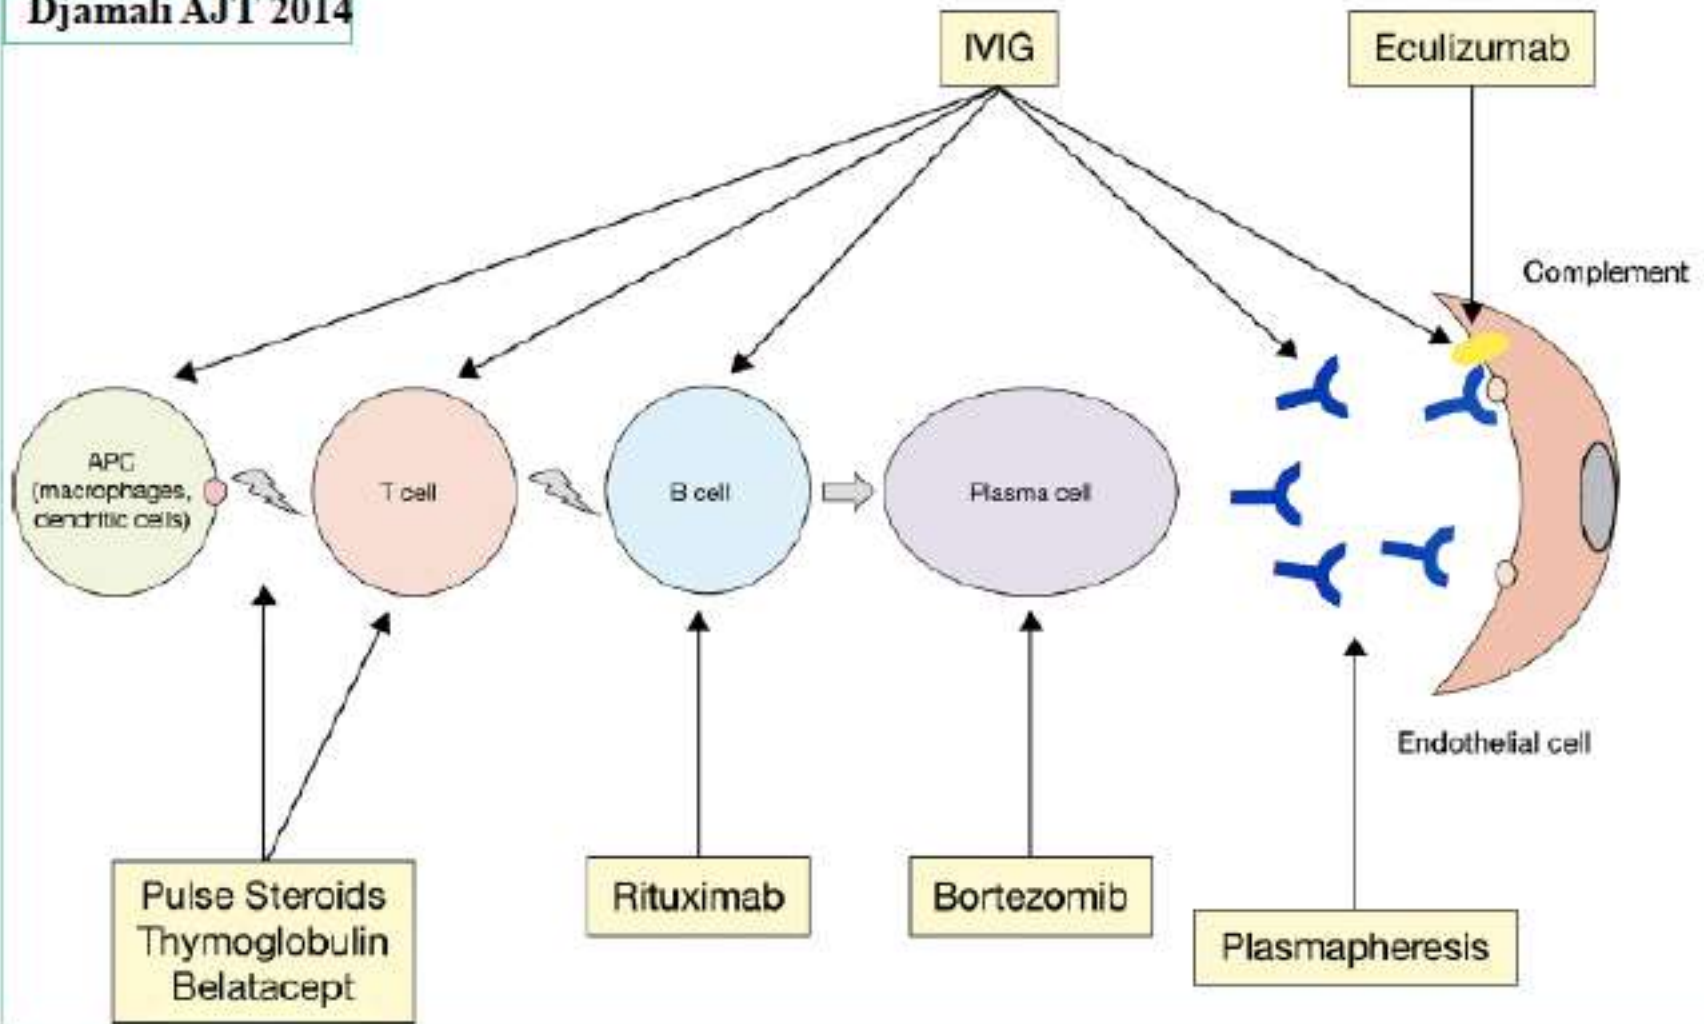 Djamali AJT 2014
IVIG
Eculizumab
Complement
APC
(macrophages,
dendritic cells)
T cell
B cell
Plasma cell
Endothelial cell
Pulse Steroids
Thymoglobulin
Belatacept
Rituximab
Bortezomib
Plasmapheresis